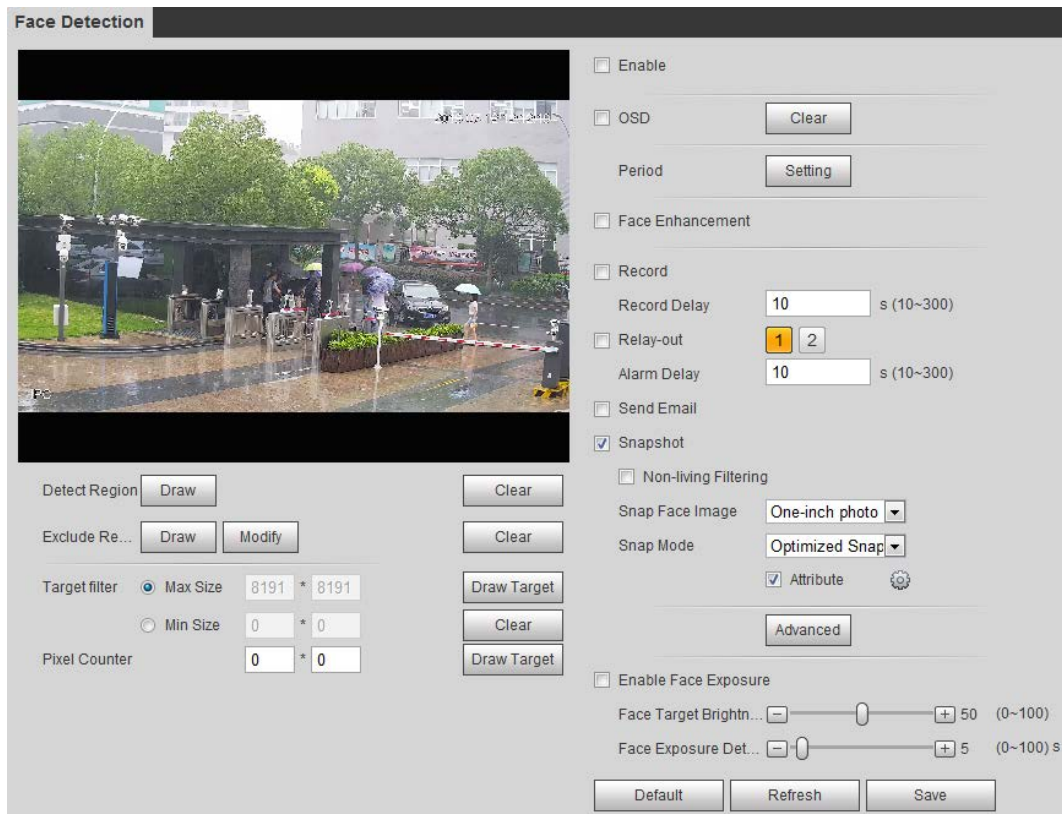 Face Detection
Enable
OSD Clear
Period Setting
Face Enhancement
Record
Record Delay 10 s (10~300)
Relay-out 1 2
Alarm Delay 10 s (10~300)
Send Email
Snapshot
Non-living Filtering
Snap Face Image One-inch photo
Snap Mode Optimized Snap
Attribute
Advanced
Enable Face Exposure
Face Target Brightn... 50 (0~100)
Face Exposure Det... 5 (0~100) s
Default Refresh Save
IPC
Detect Region Draw Clear
Exclude Re... Draw Modify Clear
Target filter Max Size 8191 * 8191 Draw Target
Min Size 0 * 0 Clear
Pixel Counter 0 * 0 Draw Target